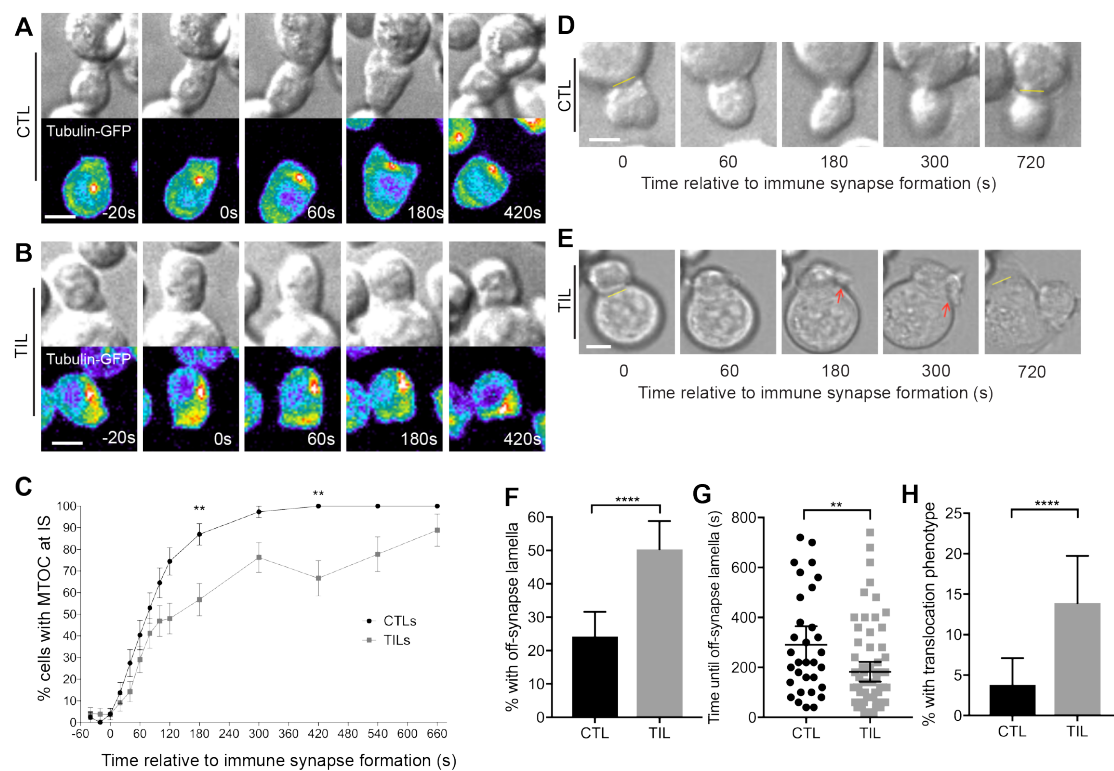 A
CTL
Tubulin-GFP
-20s
0s
60s
180s
420s
B
TIL
Tubulin-GFP
-20s
0s
60s
180s
420s
C
% cells with MTOC at IS
100
90
80
70
60
50
40
30
20
10
0
**
**
CTLs
TILs
-60 0 60 120 180 240 300 360 420 480 540 600 660
Time relative to immune synapse formation (s)
D
CTL
0 60 180 300 720
Time relative to immune synapse formation (s)
E
TIL
0 60 180 300 720
Time relative to immune synapse formation (s)
F
% with off-synapse lamella
60
50
40
30
20
10
0
****
CTL TIL
G
Time until off-synapse lamella (s)
800
600
400
200
0
**
CTL TIL
H
% with translocation phenotype
25
20
15
10
5
0
****
CTL TIL